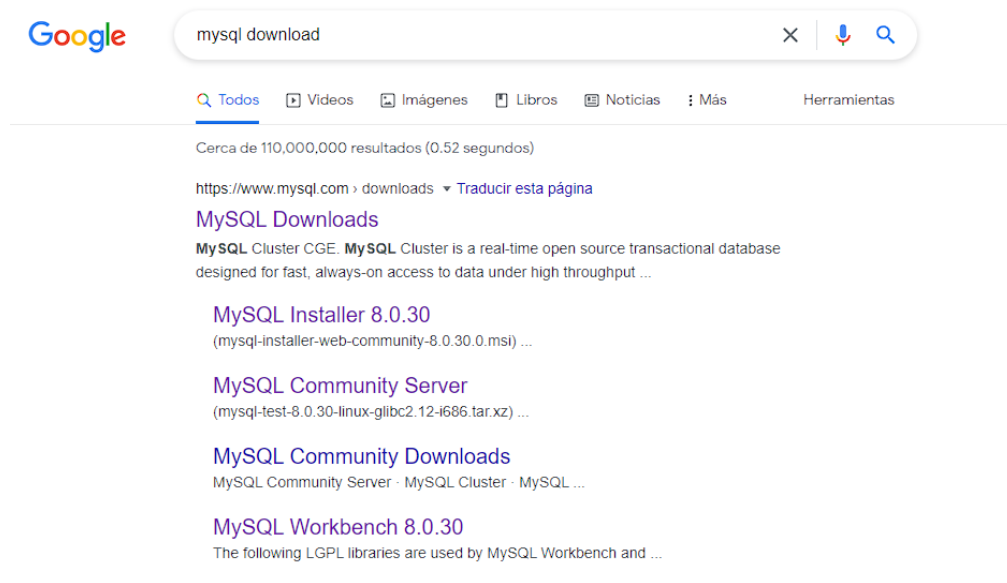 Google
mysql download
Todos Videos Imágenes Libros Noticias Más Herramientas
Cerca de 110,000,000 resultados (0.52 segundos)
https://www.mysql.com › downloads Traducir esta página
MySQL Downloads
MySQL Cluster CGE. MySQL Cluster is a real-time open source transactional database
designed for fast, always-on access to data under high throughput ...
MySQL Installer 8.0.30
(mysql-installer-web-community-8.0.30.0.msi) ...
MySQL Community Server
(mysql-test-8.0.30-linux-glibc2.12-i686.tar.xz) ...
MySQL Community Downloads
MySQL Community Server · MySQL Cluster · MySQL ...
MySQL Workbench 8.0.30
The following LGPL libraries are used by MySQL Workbench and ...